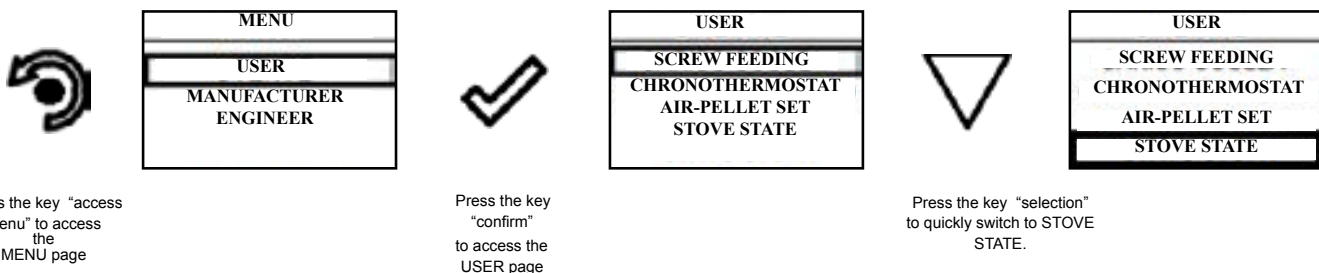 MENU
USER
MANUFACTURER
ENGINEER
USER
SCREW FEEDING
CHRONOTHERMOSTAT
AIR-PELLET SET
STOVE STATE
USER
SCREW FEEDING
CHRONOTHERMOSTAT
AIR-PELLET SET
STOVE STATE
s the key "access
enu" to access
the
MENU page
Press the key
"confirm"
to access the
USER page
Press the key "selection"
to quickly switch to STOVE
STATE.